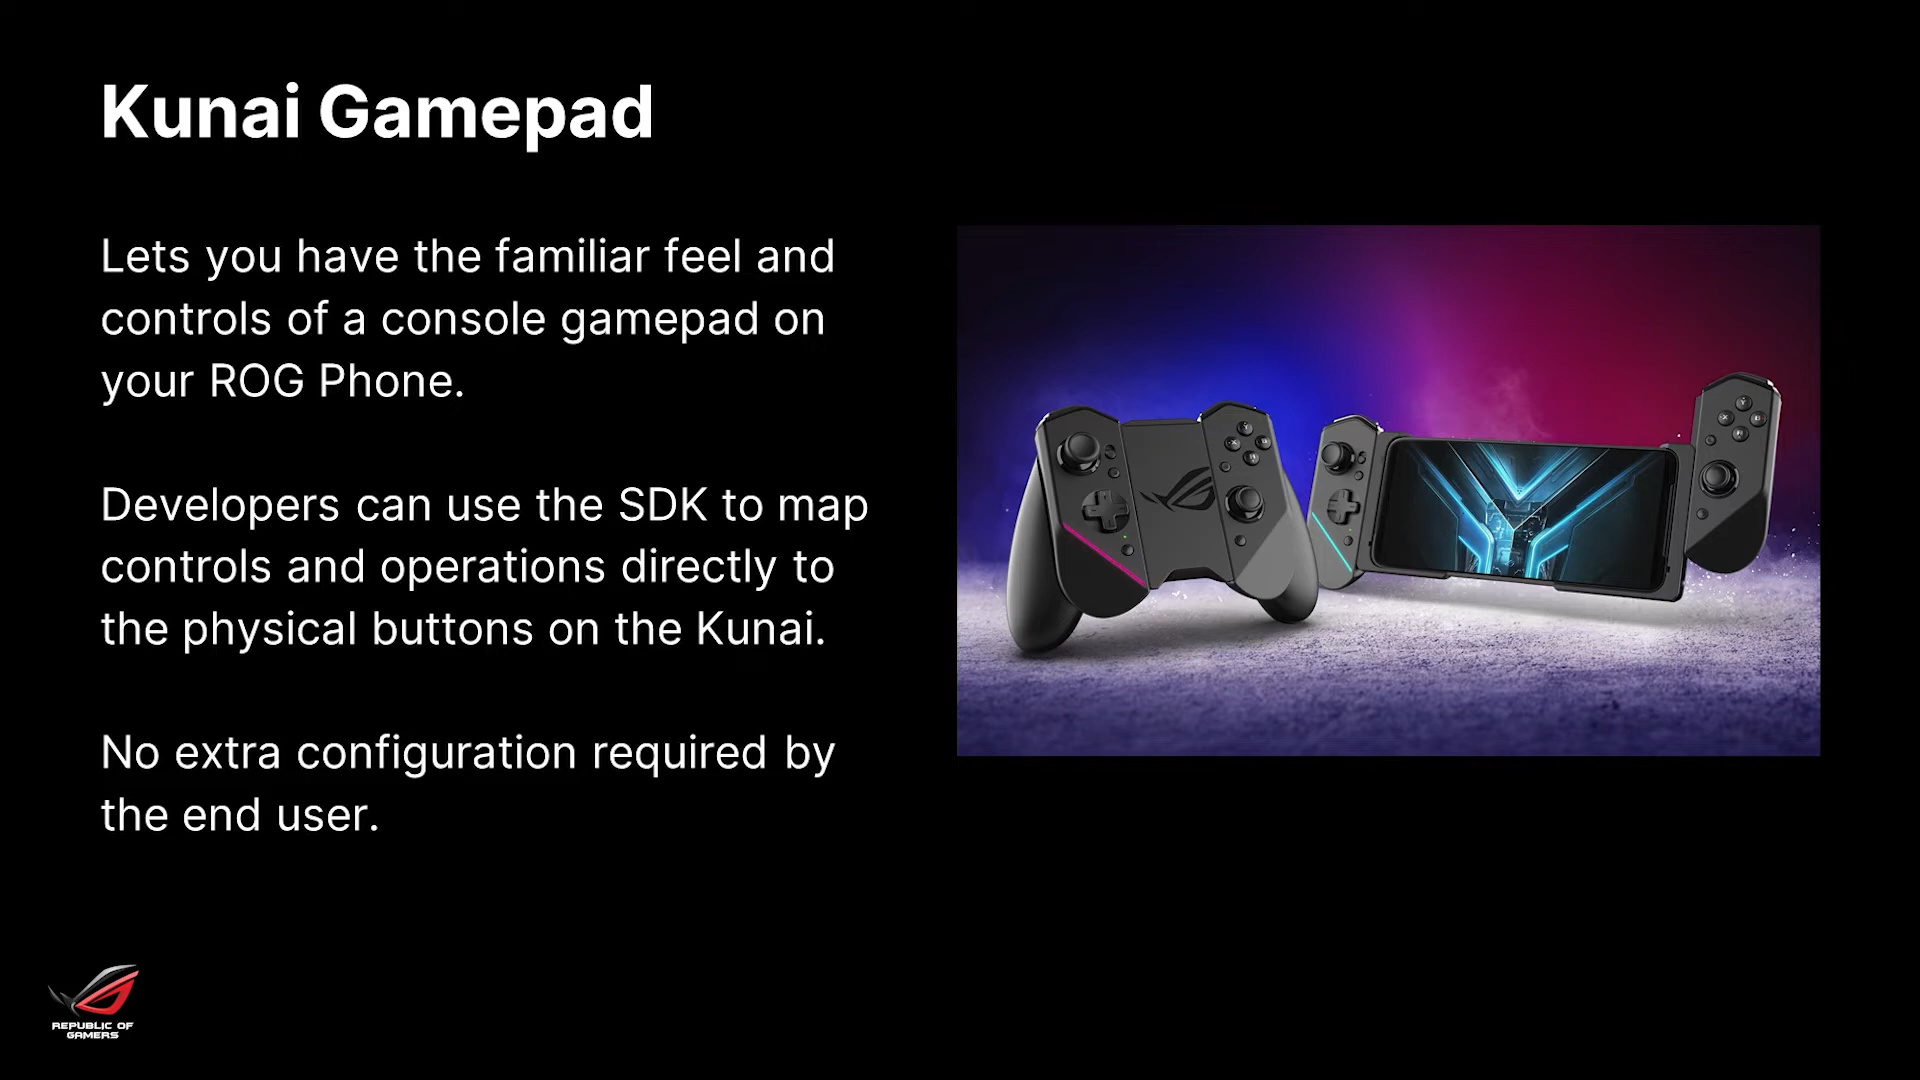 Kunai Gamepad
Lets you have the familiar feel and
controls of a console gamepad on
your ROG Phone.
Developers can use the SDK to map
controls and operations directly to
the physical buttons on the Kunai.
No extra configuration required by
the end user.
REPUBLIC OF
GAMERS